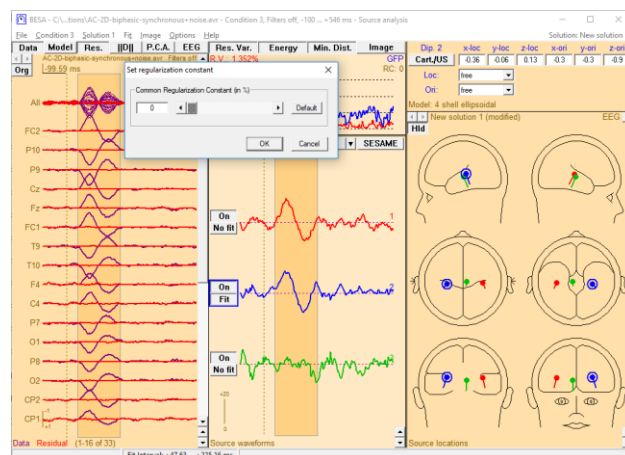 BESA - C:\...tions\AC-2D-biphasic-synchronous+noise.avr - Condition 3, Filters off, -100 ... +546 ms - Source analysis
File Condition 3 Solution 1 Fit Image Options Help Solution: New solution
Data Model Res. ||D|| P.C.A. EEG Res. Var. Energy Min. Dist. Image Dip. 2 x-loc y-loc z-loc x-ori y-ori z-ori
AC-2D-biphasic-synchronous+noise.avr Filters off R.V.: 1.352% GFP Cart./US -0.36 -0.06 0.13 -0.3 -0.3 -0.9
Org -99.59 ms RC: 0 Loc: free
Set regularization constant
Ori: free
Common Regularization Constant (in %)
Model: 4 shell ellipsoidal
0 Default
New solution 1 (modified) EEG
Hld
OK Cancel
SESAME
All
FC2
P10
P9
Cz
Fz
FC1
T9
T10
F4
C4
P7
O1
P8
O2
CP2
CP1
+1
-1
On 1
No fit
On 2
Fit
On
No fit
+20
0
Data Residual (1-16 of 33) Source waveforms Source locations